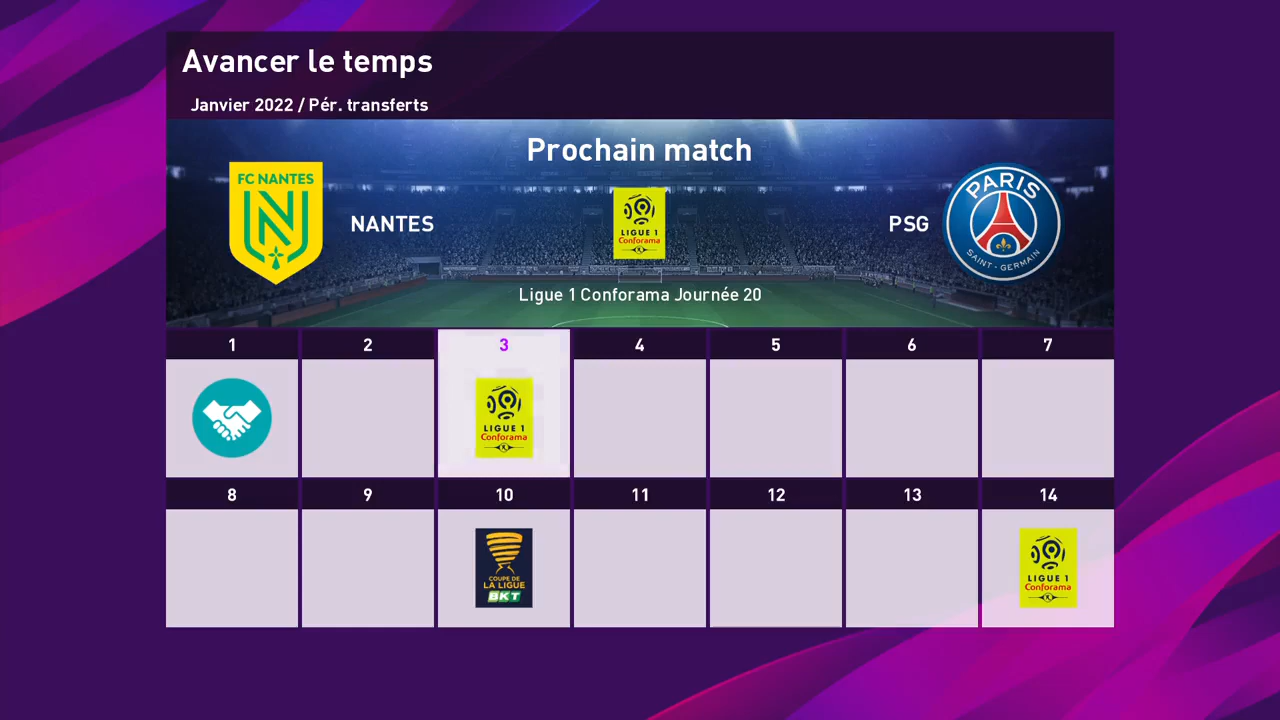 Avancer le temps
Janvier 2022 / Pér. transferts
Prochain match
FC NANTES
NANTES
LIGUE 1
Conforama
PSG
PARIS
SAINT-GERMAIN
Ligue 1 Conforama Journée 20
1 2 3 4 5 6 7
LIGUE 1
Conforama
8 9 10 11 12 13 14
COUPE DE
LA LIGUE
BKT
LIGUE 1
Conforama